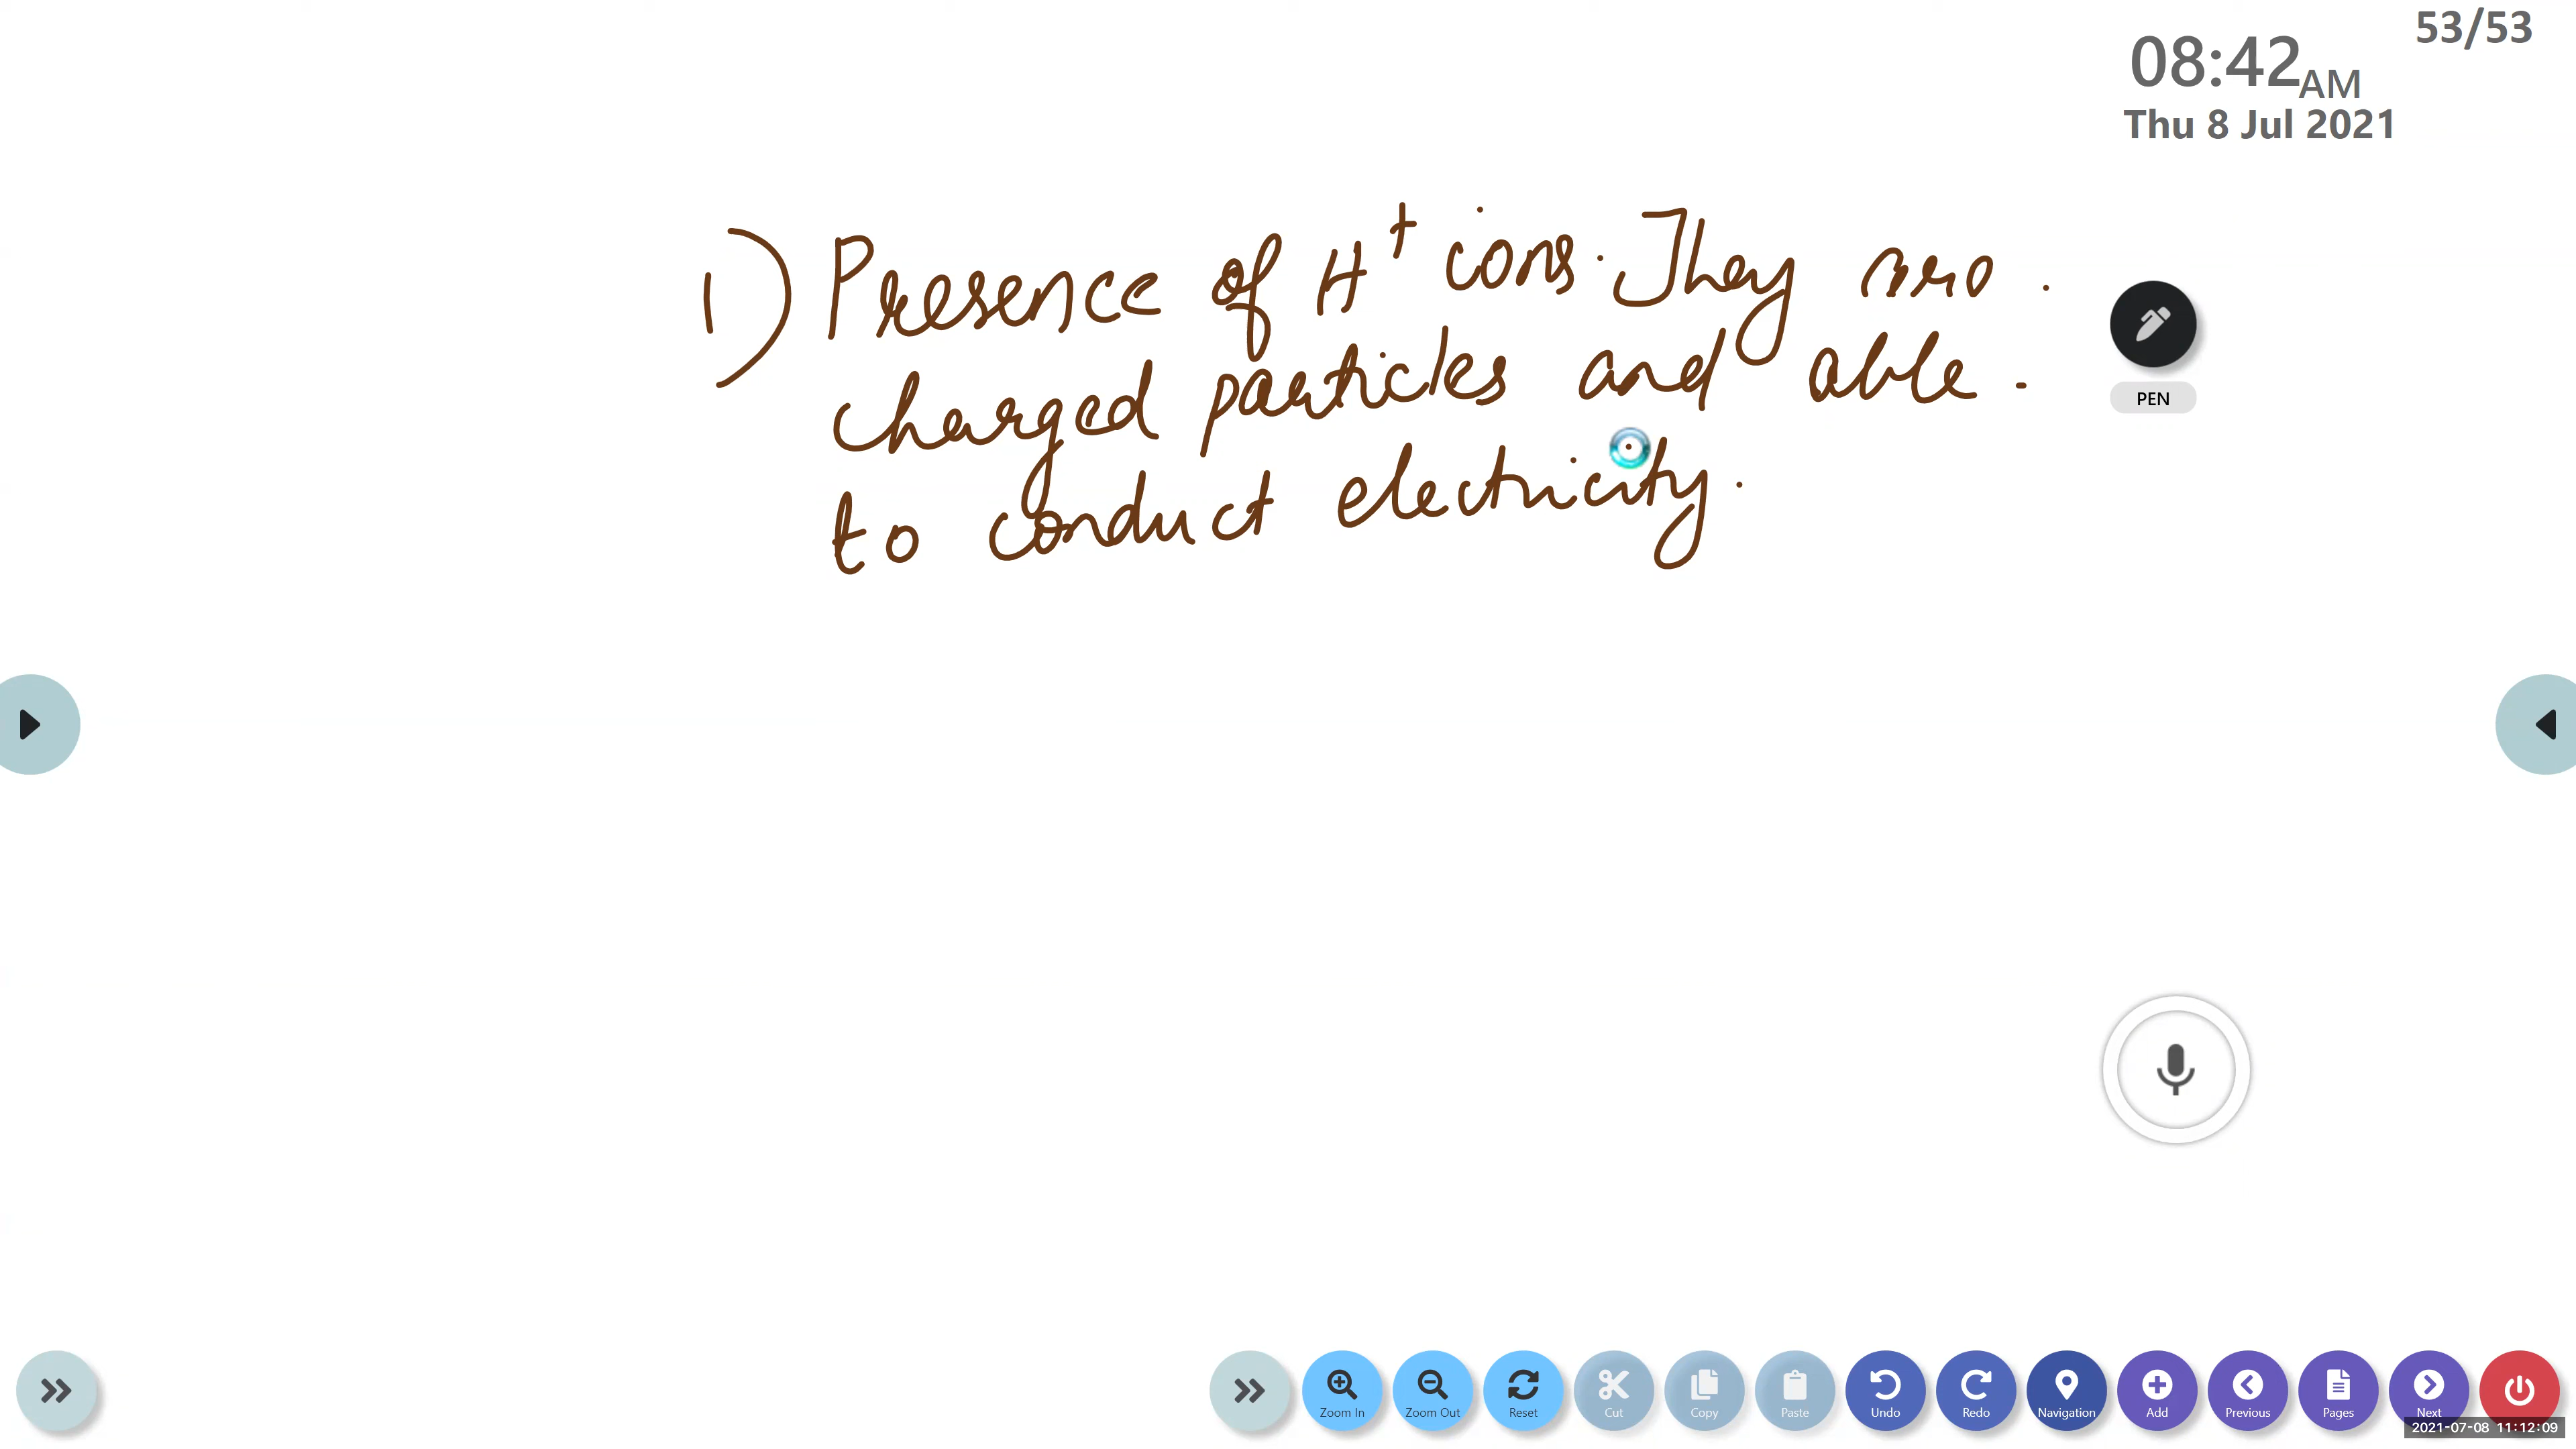 53/53
08:42 AM
Thu 8 Jul 2021
1) Presence of H⁺ ions. They are
charged particles and able
to conduct electricity.
PEN
Zoom In Zoom Out Reset Cut Copy Paste Undo Redo Navigation Add Previous Pages Next
2021-07-08 11:12:09